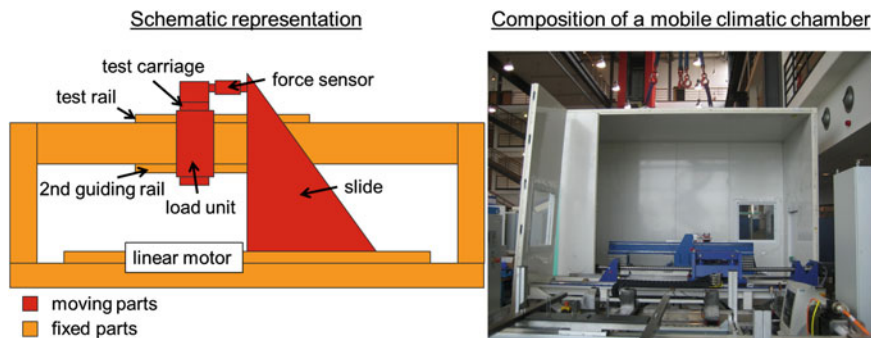 Schematic representation
Composition of a mobile climatic chamber
test carriage
force sensor
test rail
2nd guiding rail
load unit
slide
linear motor
moving parts
fixed parts